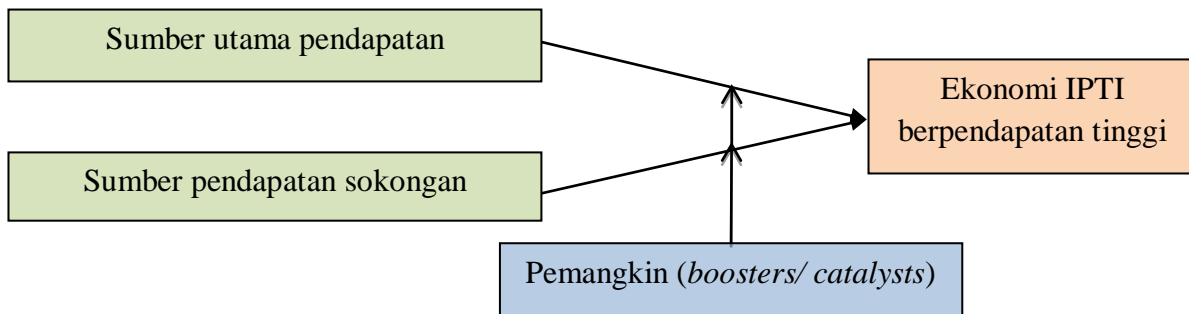 Sumber utama pendapatan
Ekonomi IPTI
berpendapatan tinggi
Sumber pendapatan sokongan
Pemangkin (boosters/ catalysts)